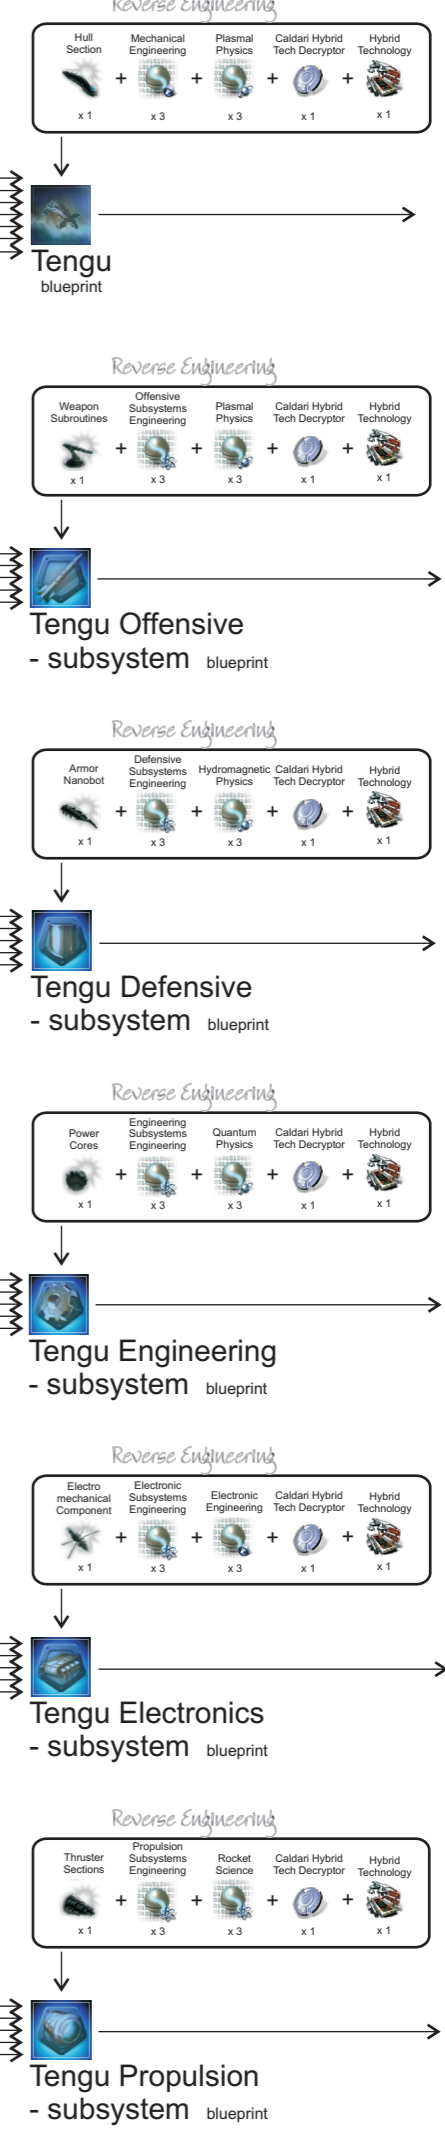 Reverse Engineering
Hull Section
Mechanical Engineering
Plasmal Physics
Caldari Hybrid Tech Decryptor
Hybrid Technology
+ + + +
x 1 x 3 x 3 x 1 x 1
Tengu
blueprint
Reverse Engineering
Weapon Subroutines
Offensive Subsystems Engineering
Plasmal Physics
Caldari Hybrid Tech Decryptor
Hybrid Technology
+ + + +
x 1 x 3 x 3 x 1 x 1
Tengu Offensive
- subsystem blueprint
Reverse Engineering
Armor Nanobot
Defensive Subsystems Engineering
Hydromagnetic Physics
Caldari Hybrid Tech Decryptor
Hybrid Technology
+ + + +
x 1 x 3 x 3 x 1 x 1
Tengu Defensive
- subsystem blueprint
Reverse Engineering
Power Cores
Engineering Subsystems Engineering
Quantum Physics
Caldari Hybrid Tech Decryptor
Hybrid Technology
+ + + +
x 1 x 3 x 3 x 1 x 1
Tengu Engineering
- subsystem blueprint
Reverse Engineering
Electro mechanical Component
Electronic Subsystems Engineering
Electronic Engineering
Caldari Hybrid Tech Decryptor
Hybrid Technology
+ + + +
x 1 x 3 x 3 x 1 x 1
Tengu Electronics
- subsystem blueprint
Reverse Engineering
Thruster Sections
Propulsion Subsystems Engineering
Rocket Science
Caldari Hybrid Tech Decryptor
Hybrid Technology
+ + + +
x 1 x 3 x 3 x 1 x 1
Tengu Propulsion
- subsystem blueprint